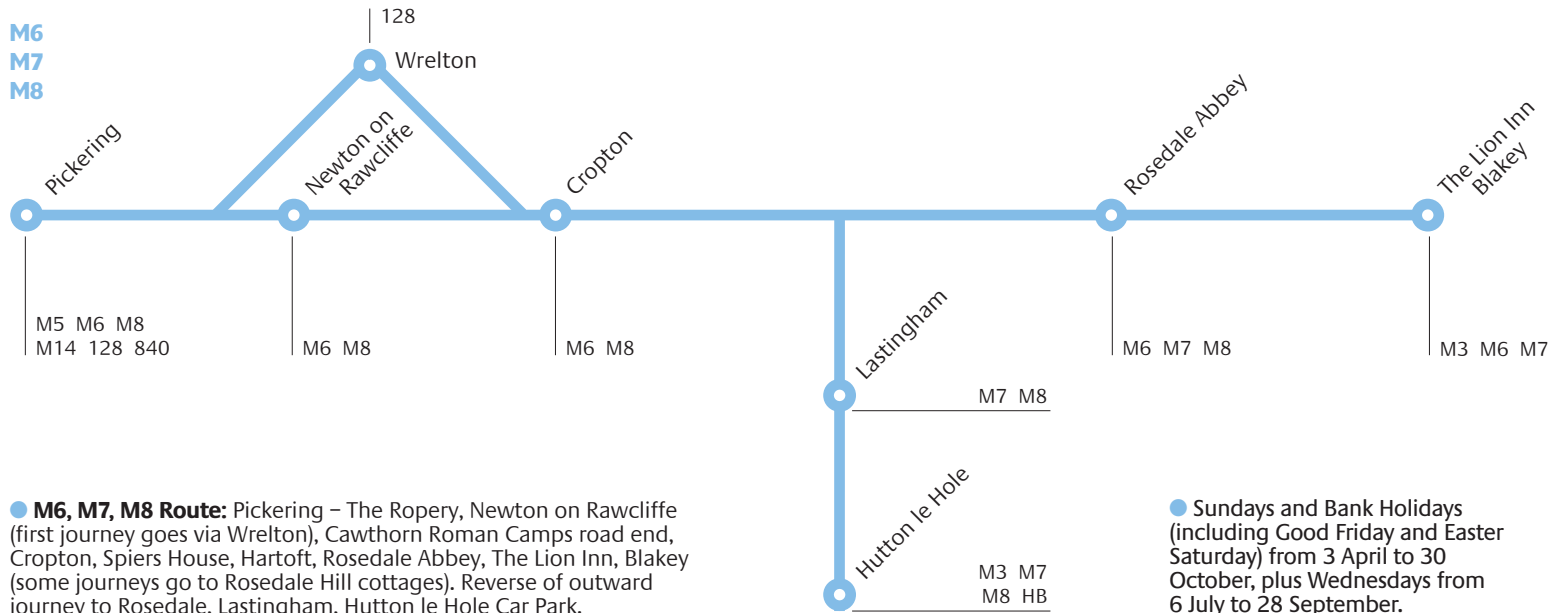 M6
M7
M8
128
Wrelton
Pickering
Newton on
Rawcliffe
Cropton
Rosedale Abbey
The Lion Inn
Blakey
M5 M6 M8
M14 128 840
M6 M8
M6 M8
M6 M7 M8
M3 M6 M7
Lastingham
M7 M8
Hutton le Hole
M3 M7
M8 HB
M6, M7, M8 Route: Pickering – The Ropery, Newton on Rawcliffe
(first journey goes via Wrelton), Cawthorn Roman Camps road end,
Cropton, Spiers House, Hartoft, Rosedale Abbey, The Lion Inn, Blakey
(some journeys go to Rosedale Hill cottages). Reverse of outward
journey to Rosedale, Lastingham, Hutton le Hole Car Park.
Sundays and Bank Holidays
(including Good Friday and Easter
Saturday) from 3 April to 30
October, plus Wednesdays from
6 July to 28 September.